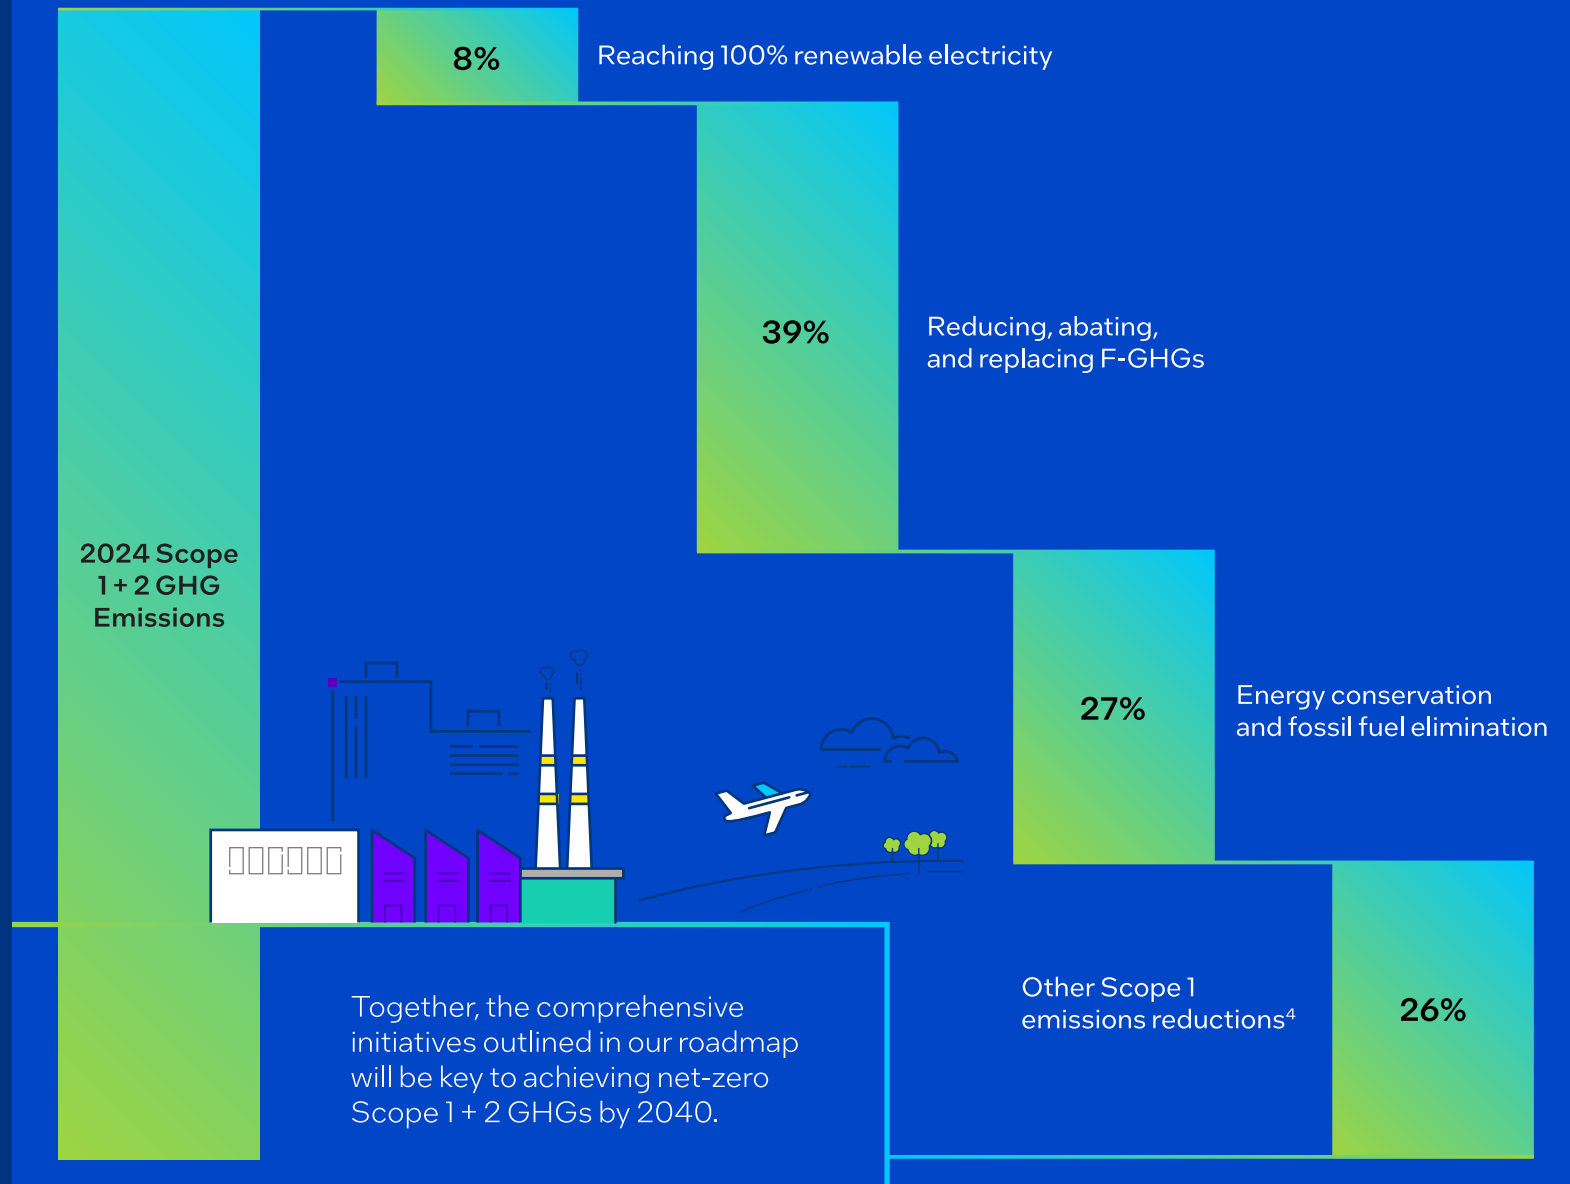 8%
Reaching 100% renewable electricity
39%
Reducing, abating,
and replacing F-GHGs
2024 Scope
1 + 2 GHG
Emissions
27%
Energy conservation
and fossil fuel elimination
Together, the comprehensive
initiatives outlined in our roadmap
will be key to achieving net-zero
Scope 1 + 2 GHGs by 2040.
Other Scope 1
emissions reductions⁴
26%